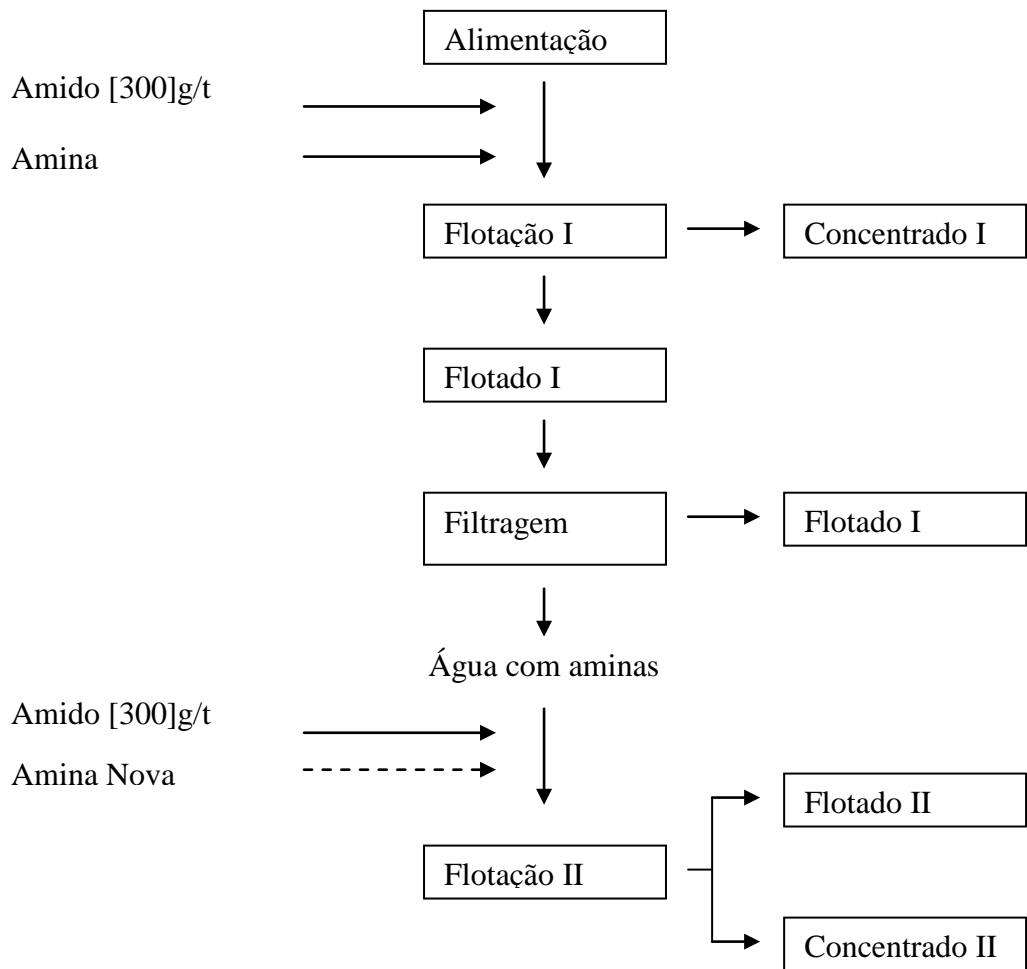 Alimentação
Amido [300]g/t
Amina
Flotação I
Concentrado I
Flotado I
Filtragem
Flotado I
Água com aminas
Amido [300]g/t
Amina Nova
Flotado II
Flotação II
Concentrado II